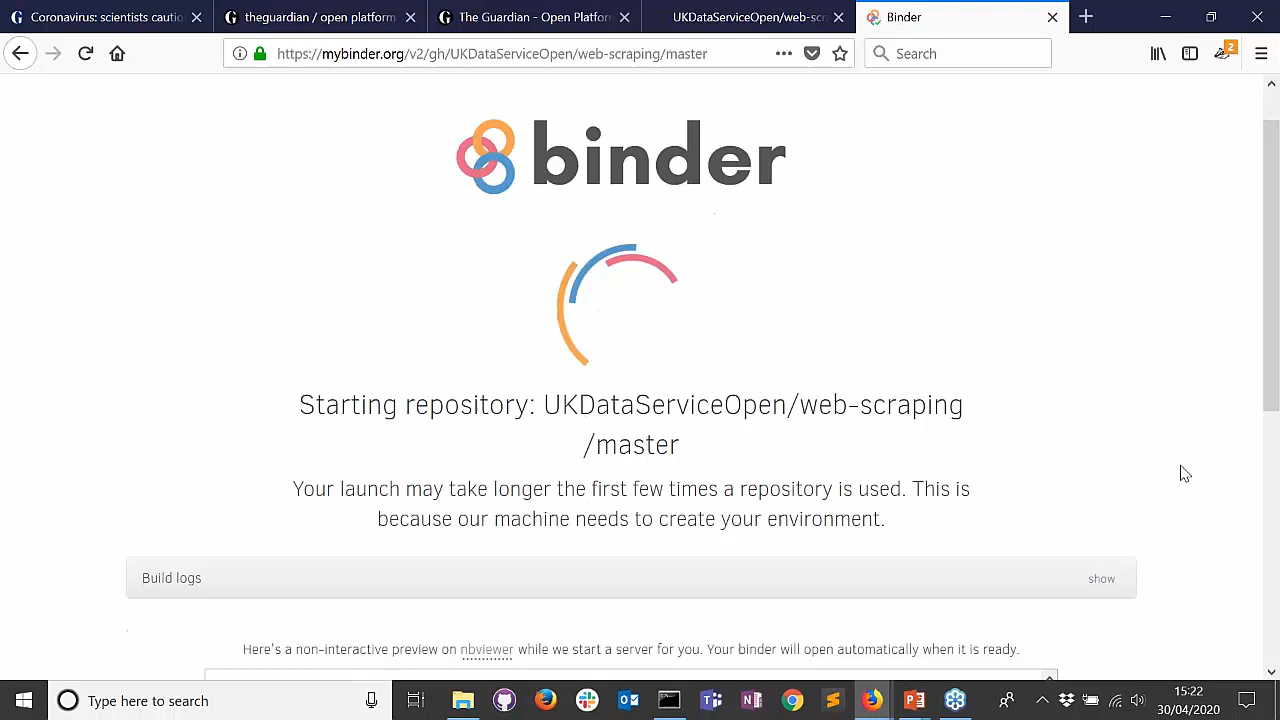 Coronavirus: scientists cautio
theguardian / open platform
The Guardian - Open Platfor
UKDataServiceOpen/web-scr
Binder
https://mybinder.org/v2/gh/UKDataServiceOpen/web-scraping/master
Search
2
binder
Starting repository: UKDataServiceOpen/web-scraping
/master
Your launch may take longer the first few times a repository is used. This is
because our machine needs to create your environment.
Build logs
show
Here's a non-interactive preview on nbviewer while we start a server for you. Your binder will open automatically when it is ready.
Type here to search
15:22
30/04/2020